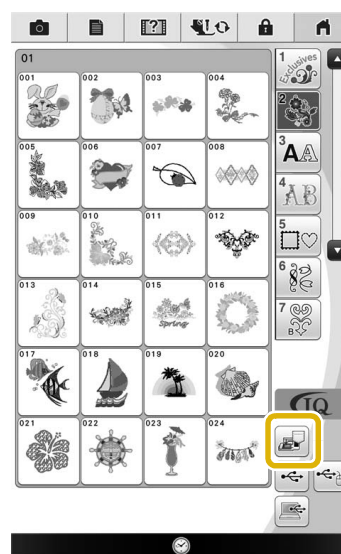 01
1 Exclusives
001 002 003 004
2
005 006 007 008
3 AAA
4 AB
009 010 011 012
5
6
013 014 015 016
Spring
7
B
017 018 019 020
IQ
021 022 023 024